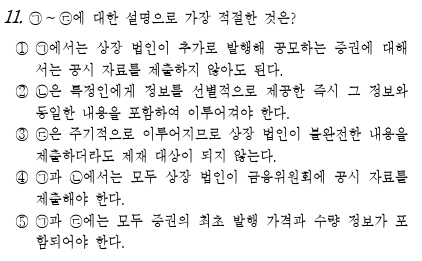 11. ㉠～㉢에 대한 설명으로 가장 적절한 것은?
① ㉠에서는 상장 법인이 추가로 발행해 공모하는 증권에 대해
서는 공시 자료를 제출하지 않아도 된다.
② ㉡은 특정인에게 정보를 선별적으로 제공한 즉시 그 정보와
동일한 내용을 포함하여 이루어져야 한다.
③ ㉢은 주기적으로 이루어지므로 상장 법인이 불완전한 내용을
제출하더라도 제재 대상이 되지 않는다.
④ ㉠과 ㉡에서는 모두 상장 법인이 금융위원회에 공시 자료를
제출해야 한다.
⑤ ㉠과 ㉢에는 모두 증권의 최초 발행 가격과 수량 정보가 포
함되어야 한다.